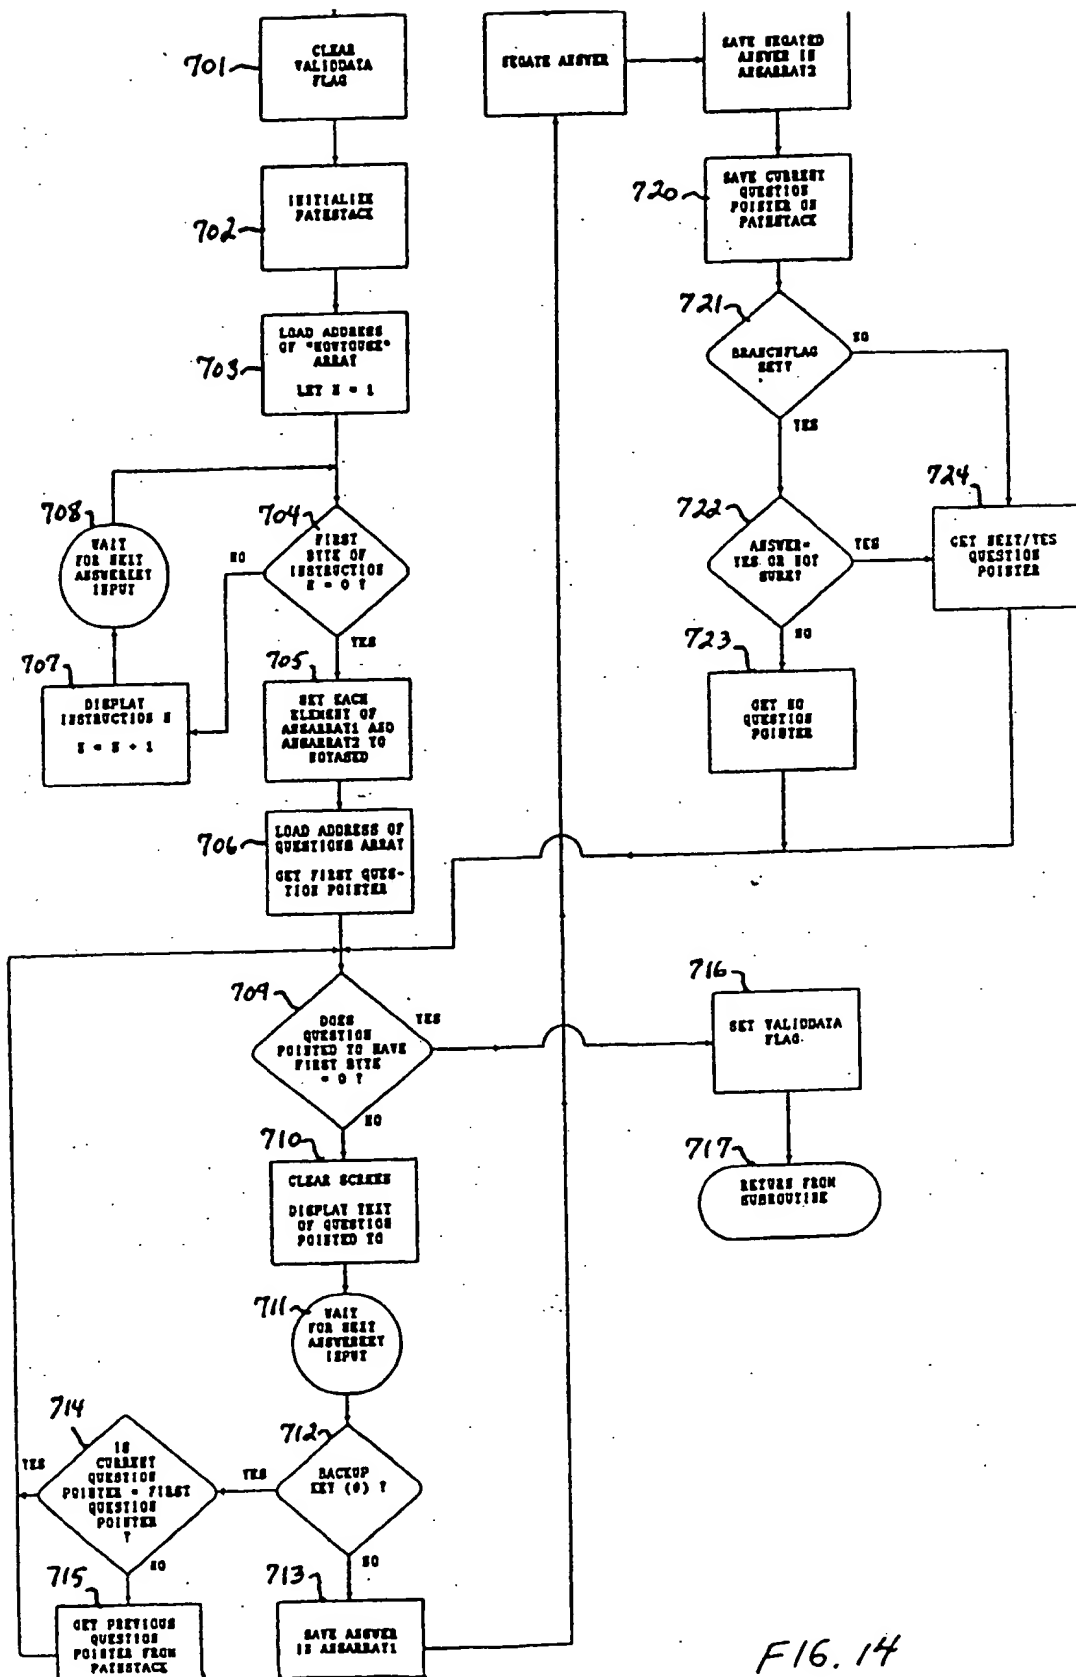 701
CLEAR
VALIDDATA
FLAG
702
INITIALIZE
PATHSTACK
703
LOAD ADDRESS
OF "HOWTOUSE"
ARRAY
LET N = 1
704
FIRST
BYTE OF
INSTRUCTION
N = 0 ?
NO
YES
708
WAIT
FOR NEXT
ANSWERKEY
INPUT
707
DISPLAY
INSTRUCTION N
N = N + 1
705
SET EACH
ELEMENT OF
ANSARRAY1 AND
ANSARRAY2 TO
NOTASKED
706
LOAD ADDRESS OF
QUESTIONS ARRAY
GET FIRST QUES-
TION POINTER
709
DOES
QUESTION
POINTED TO HAVE
FIRST BYTE
= 0 ?
YES
NO
710
CLEAR SCREEN
DISPLAY TEXT
OF QUESTION
POINTED TO
711
WAIT
FOR NEXT
ANSWERKEY
INPUT
712
BACKUP
KEY (#) ?
YES
NO
714
IS
CURRENT
QUESTION
POINTER = FIRST
QUESTION
POINTER
?
YES
NO
715
GET PREVIOUS
QUESTION
POINTER FROM
PATHSTACK
713
SAVE ANSWER
IN ANSARRAY1
NEGATE ANSWER
SAVE NEGATED
ANSWER IN
ANSARRAY2
720
SAVE CURRENT
QUESTION
POINTER ON
PATHSTACK
721
BRANCHFLAG
SET?
NO
YES
722
ANSWER=
YES OR NOT
SURE?
YES
NO
724
GET NEXT/YES
QUESTION
POINTER
723
GET NO
QUESTION
POINTER
716
SET VALIDDATA
FLAG
717
RETURN FROM
SUBROUTINE
FIG. 14